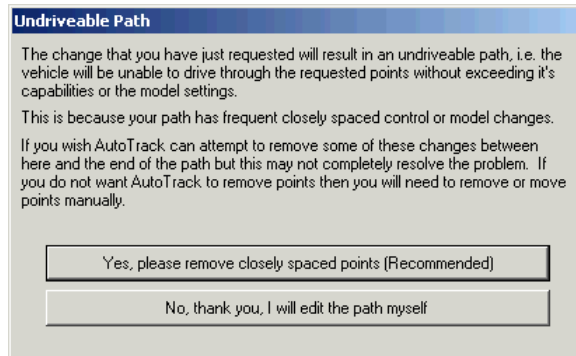 Undriveable Path
The change that you have just requested will result in an undriveable path, i.e. the
vehicle will be unable to drive through the requested points without exceeding it's
capabilities or the model settings.
This is because your path has frequent closely spaced control or model changes.
If you wish AutoTrack can attempt to remove some of these changes between
here and the end of the path but this may not completely resolve the problem.  If
you do not want AutoTrack to remove points then you will need to remove or move
points manually.
Yes, please remove closely spaced points (Recommended)
No, thank you, I will edit the path myself